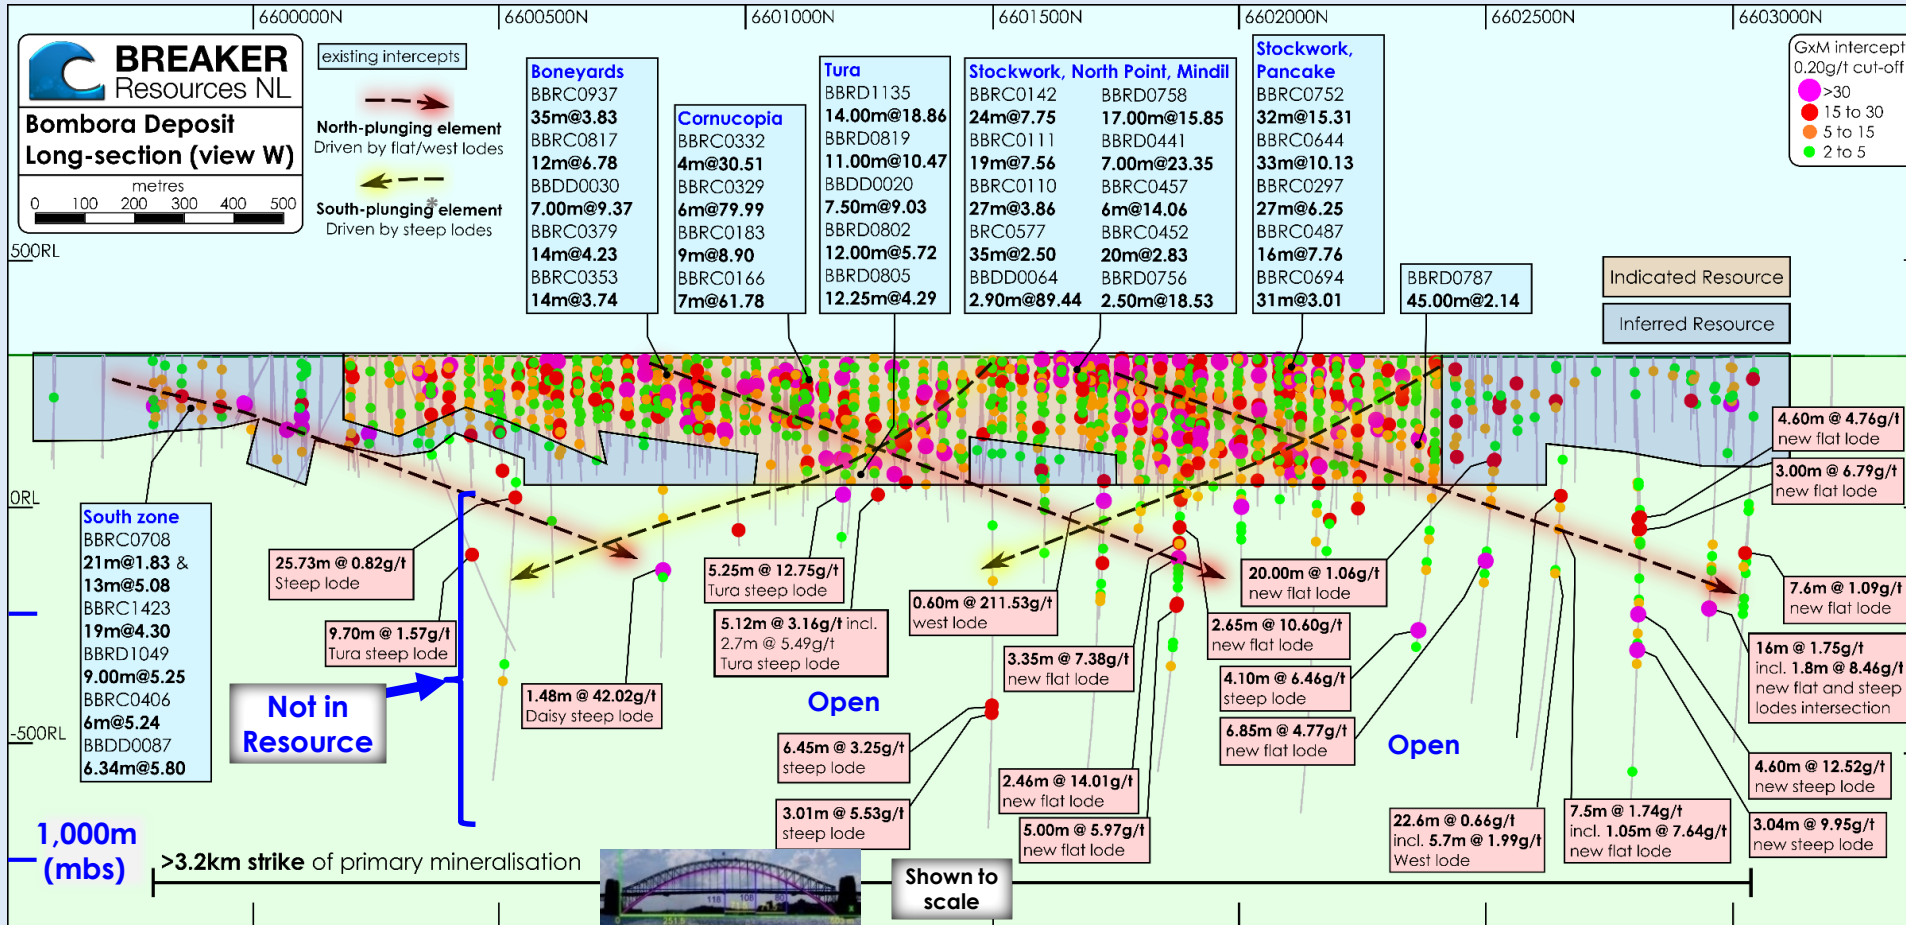 6600000N
6600500N
6601000N
6601500N
6602000N
6602500N
6603000N
BREAKER
Resources NL
Bombora Deposit
Long-section (view W)
metres
0 100 200 300 400 500
existing intercepts
North-plunging element
Driven by flat/west lodes
South-plunging element
*
Driven by steep lodes
Boneyards
BBRC0937
35m@3.83
BBRC0817
12m@6.78
BBDD0030
7.00m@9.37
BBRC0379
14m@4.23
BBRC0353
14m@3.74
Cornucopia
BBRC0332
4m@30.51
BBRC0329
6m@79.99
BBRC0183
9m@8.90
BBRC0166
7m@61.78
Tura
BBRD1135
14.00m@18.86
BBRD0819
11.00m@10.47
BBDD0020
7.50m@9.03
BBRD0802
12.00m@5.72
BBRD0805
12.25m@4.29
Stockwork, North Point, Mindil
BBRC0142 BBRD0758
24m@7.75 17.00m@15.85
BBRC0111 BBRD0441
19m@7.56 7.00m@23.35
BBRC0110 BBRC0457
27m@3.86 6m@14.06
BRC0577 BBRC0452
35m@2.50 20m@2.83
BBDD0064 BBRD0756
2.90m@89.44 2.50m@18.53
Stockwork,
Pancake
BBRC0752
32m@15.31
BBRC0644
33m@10.13
BBRC0297
27m@6.25
BBRC0487
16m@7.76
BBRC0694
31m@3.01
BBRD0787
45.00m@2.14
GxM intercept
0.20g/t cut-off
>30
15 to 30
5 to 15
2 to 5
Indicated Resource
Inferred Resource
500RL
0RL
-500RL
1,000m
(mbs)
South zone
BBRC0708
21m@1.83 &
13m@5.08
BBRC1423
19m@4.30
BBRD1049
9.00m@5.25
BBRC0406
6m@5.24
BBDD0087
6.34m@5.80
25.73m @ 0.82g/t
Steep lode
9.70m @ 1.57g/t
Tura steep lode
Not in
Resource
1.48m @ 42.02g/t
Daisy steep lode
5.25m @ 12.75g/t
Tura steep lode
5.12m @ 3.16g/t incl.
2.7m @ 5.49g/t
Tura steep lode
Open
6.45m @ 3.25g/t
steep lode
3.01m @ 5.53g/t
steep lode
0.60m @ 211.53g/t
west lode
3.35m @ 7.38g/t
new flat lode
2.46m @ 14.01g/t
new flat lode
5.00m @ 5.97g/t
new flat lode
2.65m @ 10.60g/t
new flat lode
20.00m @ 1.06g/t
new flat lode
4.10m @ 6.46g/t
steep lode
6.85m @ 4.77g/t
new flat lode
Open
22.6m @ 0.66g/t
incl. 5.7m @ 1.99g/t
West lode
7.5m @ 1.74g/t
incl. 1.05m @ 7.64g/t
new flat lode
4.60m @ 4.76g/t
new flat lode
3.00m @ 6.79g/t
new flat lode
7.6m @ 1.09g/t
new flat lode
16m @ 1.75g/t
incl. 1.8m @ 8.46g/t
new flat and steep
lodes intersection
4.60m @ 12.52g/t
new steep lode
3.04m @ 9.95g/t
new steep lode
>3.2km strike of primary mineralisation
118 108 80
Shown to
scale